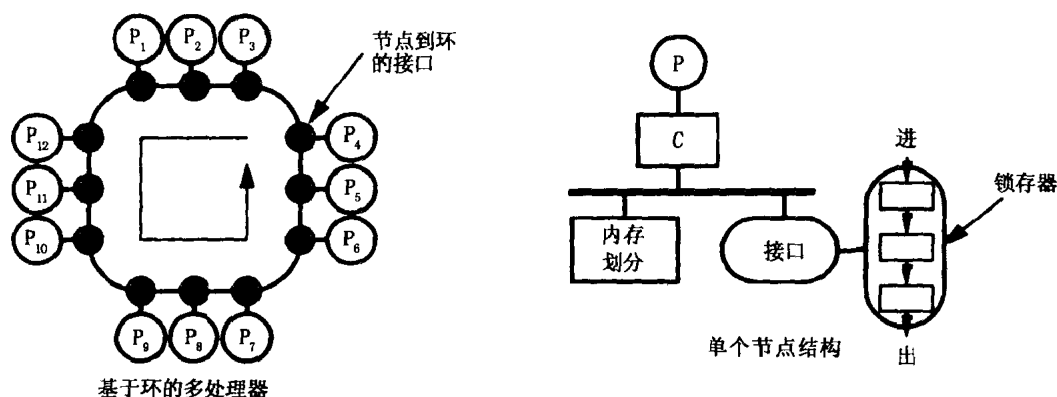 P₁
P₂
P₃
节点到环
的接口
P₁₂
P₄
P₁₁
P₅
P₁₀
P₆
P₉
P₈
P₇
基于环的多处理器
P
C
进
锁存器
内存
划分
接口
单个节点结构
出